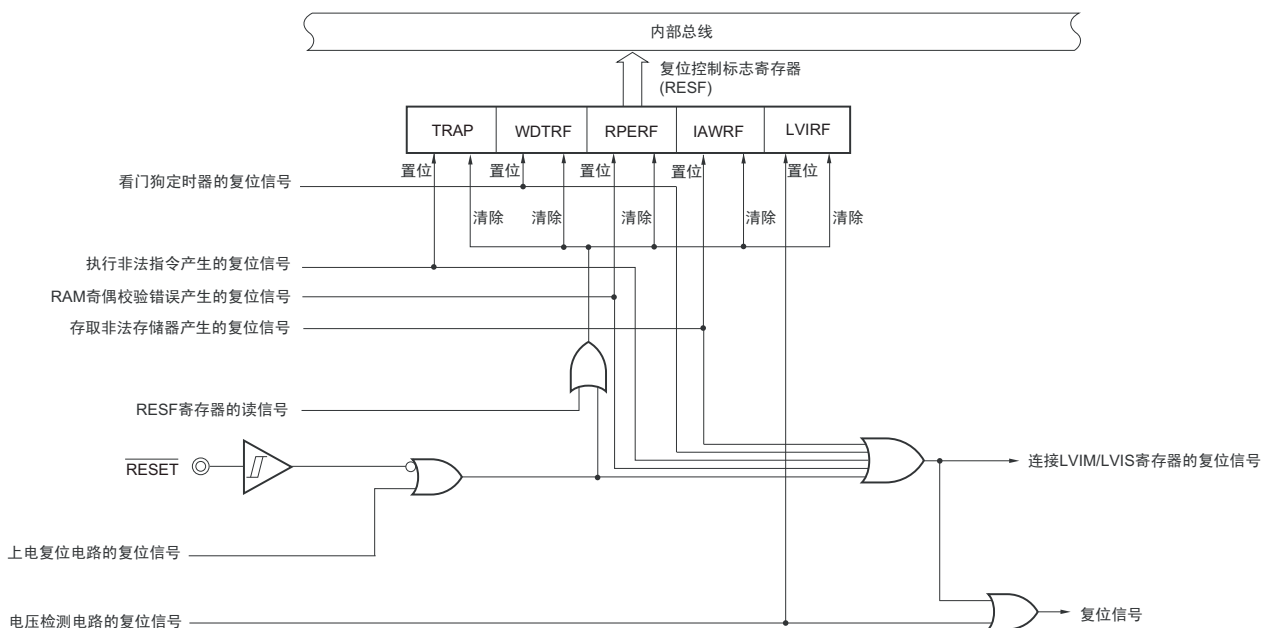 内部总线
复位控制标志寄存器
(RESF)
TRAP WDTRF RPERF IAWRF LVIRF
置位 置位 置位 置位 置位
看门狗定时器的复位信号
清除 清除 清除 清除 清除
执行非法指令产生的复位信号
RAM奇偶校验错误产生的复位信号
存取非法存储器产生的复位信号
RESF寄存器的读信号
RESET
连接LVIM/LVIS寄存器的复位信号
上电复位电路的复位信号
电压检测电路的复位信号
复位信号